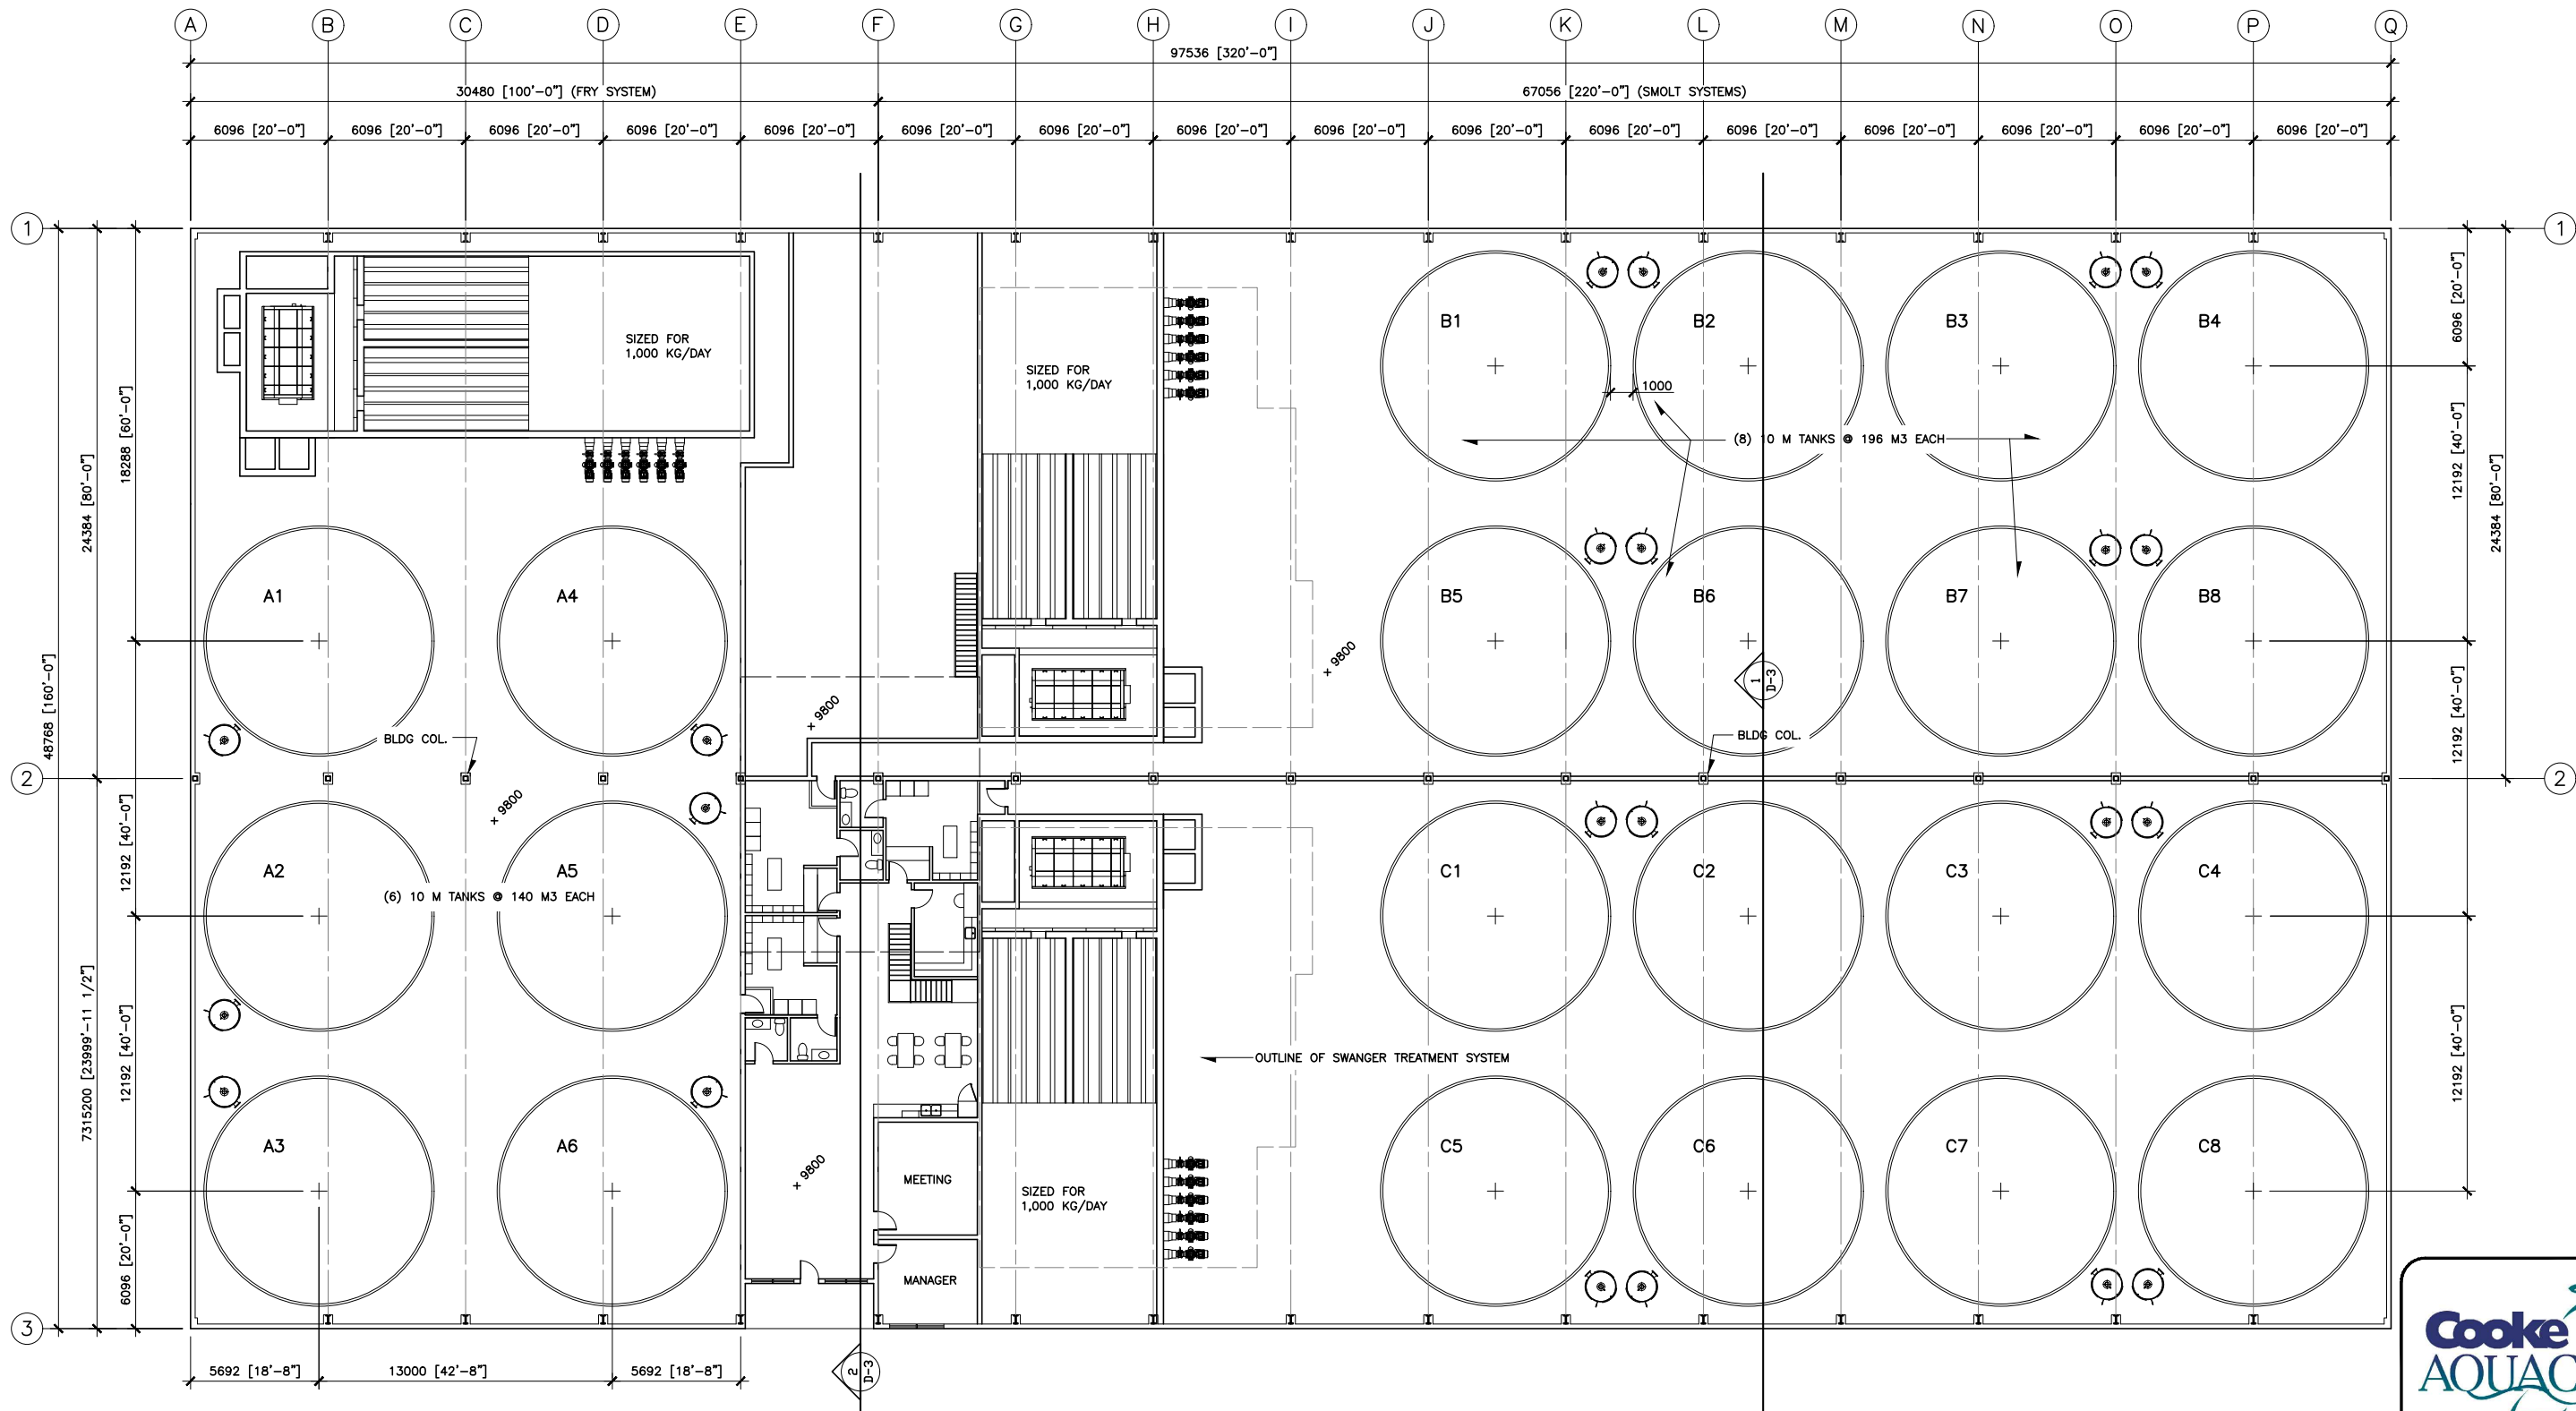 A B C D E F G H I J K L M N O P Q
97536 [320'-0"]
30480 [100'-0"] (FRY SYSTEM)
67056 [220'-0"] (SMOLT SYSTEMS)
6096 [20'-0"] 6096 [20'-0"] 6096 [20'-0"] 6096 [20'-0"] 6096 [20'-0"] 6096 [20'-0"] 6096 [20'-0"] 6096 [20'-0"] 6096 [20'-0"] 6096 [20'-0"] 6096 [20'-0"] 6096 [20'-0"] 6096 [20'-0"] 6096 [20'-0"] 6096 [20'-0"] 6096 [20'-0"]
1
1
48768 [160'-0"]
24384 [80'-0"]
7315200 [23999'-11 1/2"]
18288 [60'-0"]
12192 [40'-0"]
12192 [40'-0"]
6096 [20'-0"]
SIZED FOR
1,000 KG/DAY
SIZED FOR
1,000 KG/DAY
B1
B2
B3
B4
1000
(8) 10 M TANKS @ 196 M3 EACH
6096 [20'-0"]
12192 [40'-0"]
12192 [40'-0"]
12192 [40'-0"]
24384 [80'-0"]
A1
A4
B5
B6
B7
B8
+ 9800
+ 9800
1
D-3
BLDG COL.
BLDG COL.
2
2
+ 9800
A2
A5
(6) 10 M TANKS @ 140 M3 EACH
C1
C2
C3
C4
OUTLINE OF SWANGER TREATMENT SYSTEM
A3
A6
+ 9800
MEETING
SIZED FOR
1,000 KG/DAY
C5
C6
C7
C8
MANAGER
3
5692 [18'-8"]
13000 [42'-8"]
5692 [18'-8"]
2
D-3
Cooke
AQUAC